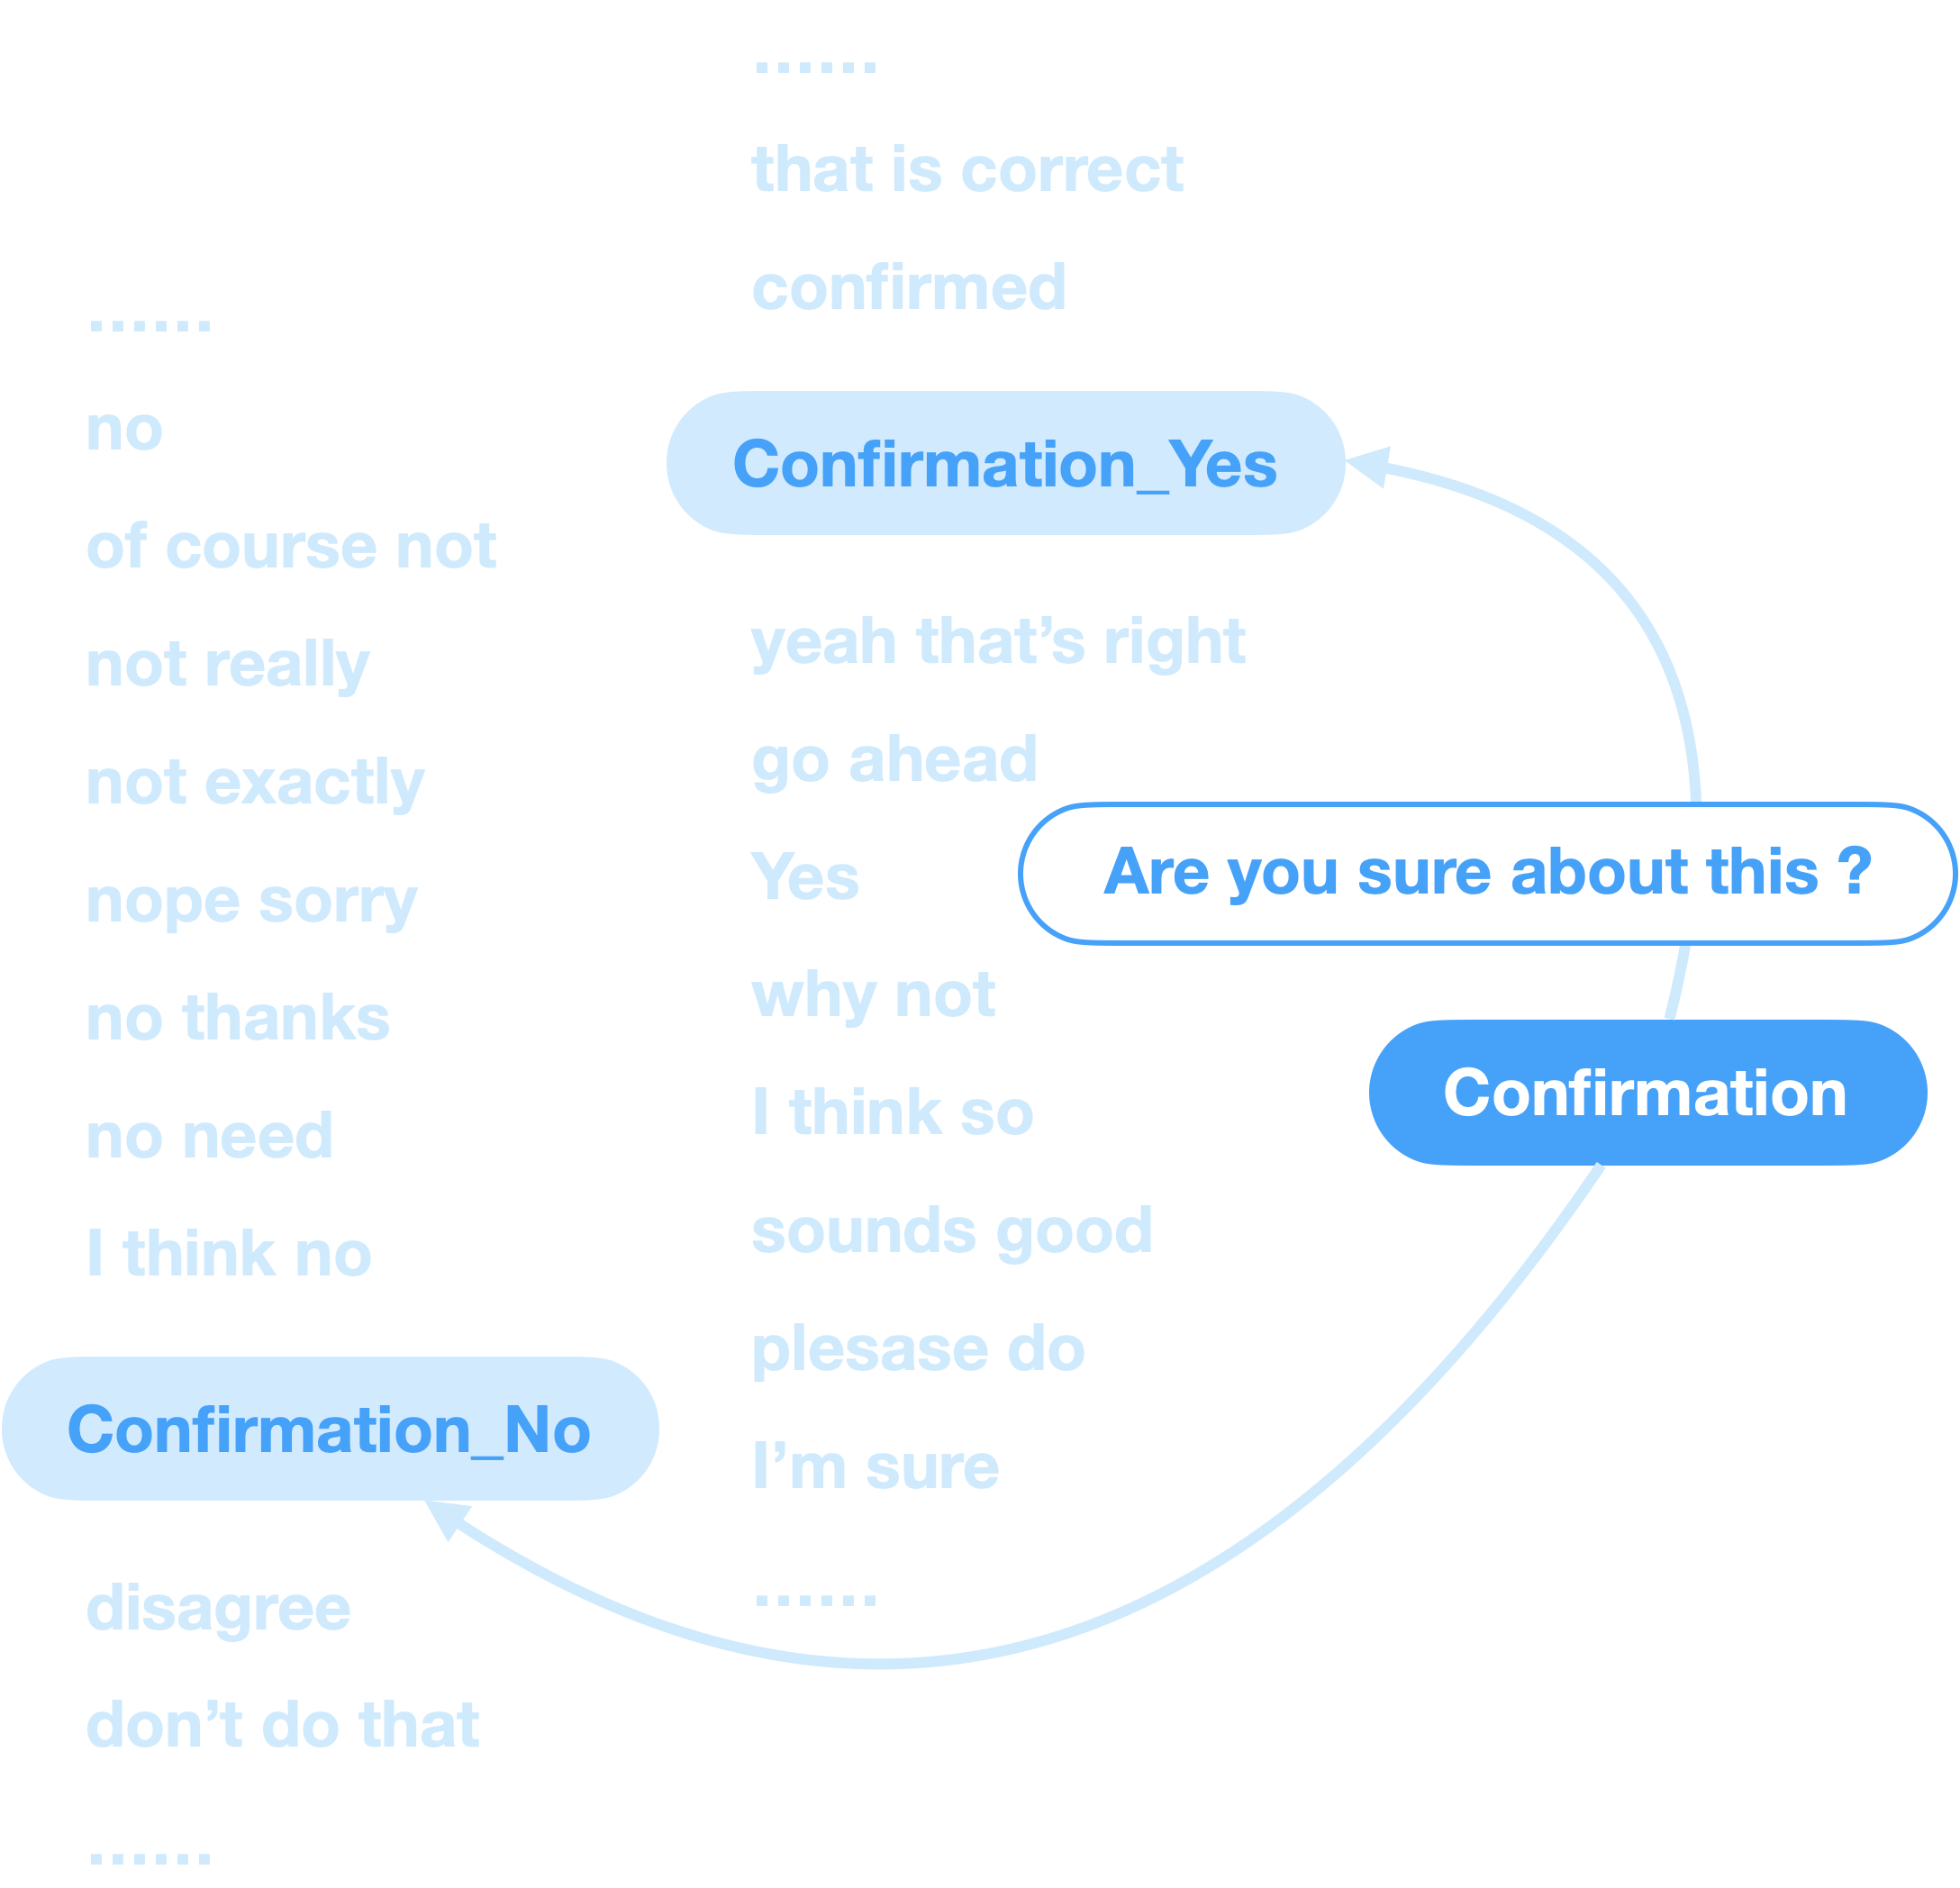 ......
no
of course not
not really
not exactly
nope sorry
no thanks
no need
I think no
Confirmation_No
disagree
don’t do that
......
......
that is correct
confirmed
Confirmation_Yes
yeah that’s right
go ahead
Yes
why not
I think so
sounds good
plesase do
I’m sure
......
Are you sure about this ?
Confirmation